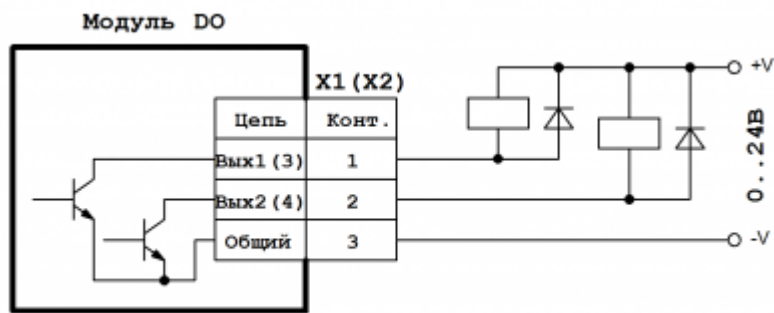 Модуль DO
X1(X2)
Цепь Конт.
Вых1(3) 1
Вых2(4) 2
Общий 3
+V
0..24В
-V